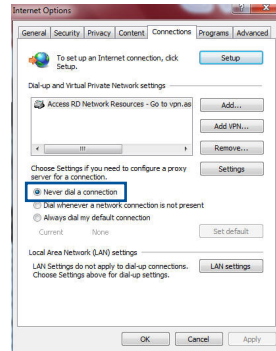 Internet Options
General Security Privacy Content Connections Programs Advanced
To set up an Internet connection, click
Setup.
Setup
Dial-up and Virtual Private Network settings
Access RD Network Resources - Go to vpn.as
Add...
Add VPN...
Remove...
Choose Settings if you need to configure a proxy
server for a connection.
Settings
Never dial a connection
Dial whenever a network connection is not present
Always dial my default connection
Current None
Set default
Local Area Network (LAN) settings
LAN Settings do not apply to dial-up connections.
Choose Settings above for dial-up settings.
LAN settings
OK Cancel Apply